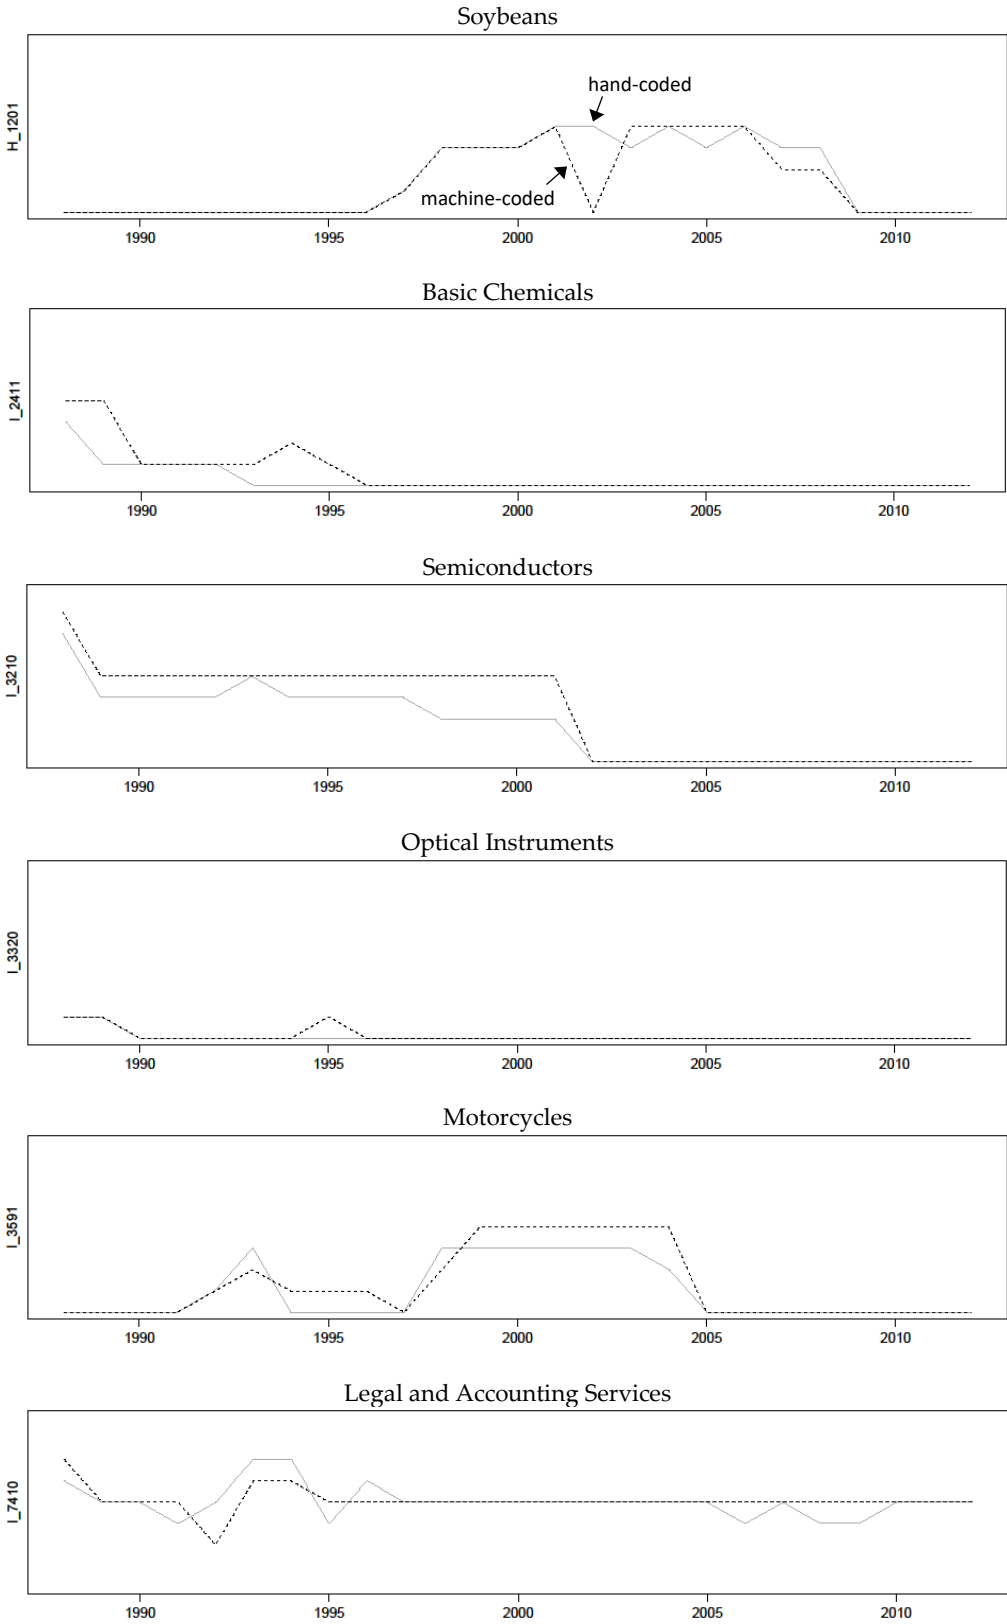 Soybeans
H_1201
hand-coded
machine-coded
1990 1995 2000 2005 2010
Basic Chemicals
I_2411
1990 1995 2000 2005 2010
Semiconductors
I_3210
1990 1995 2000 2005 2010
Optical Instruments
I_3320
1990 1995 2000 2005 2010
Motorcycles
I_3591
1990 1995 2000 2005 2010
Legal and Accounting Services
I_7410
1990 1995 2000 2005 2010